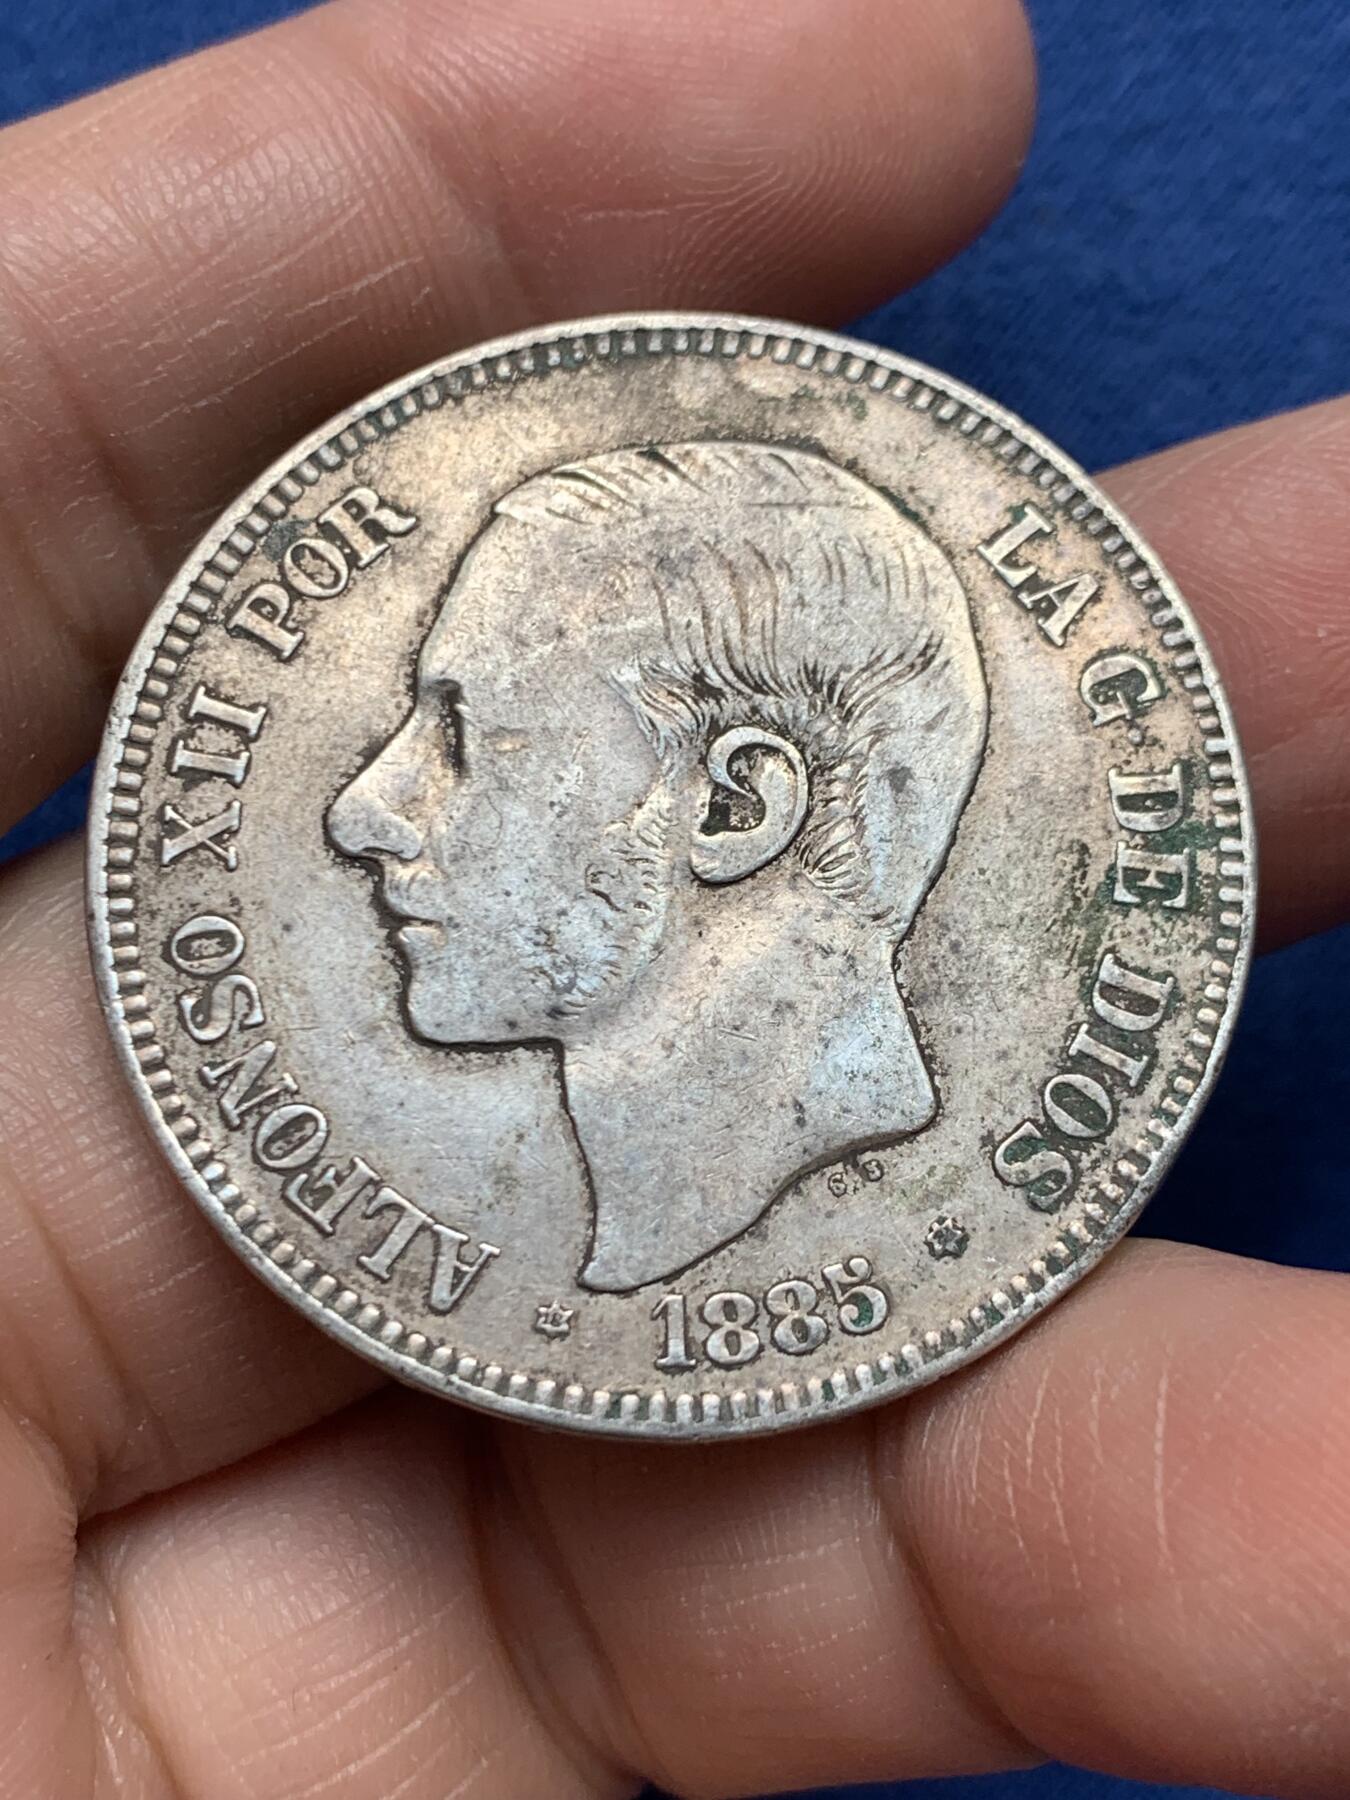 ALFONSO XII POR LA G. DE DIOS
G. S
1885